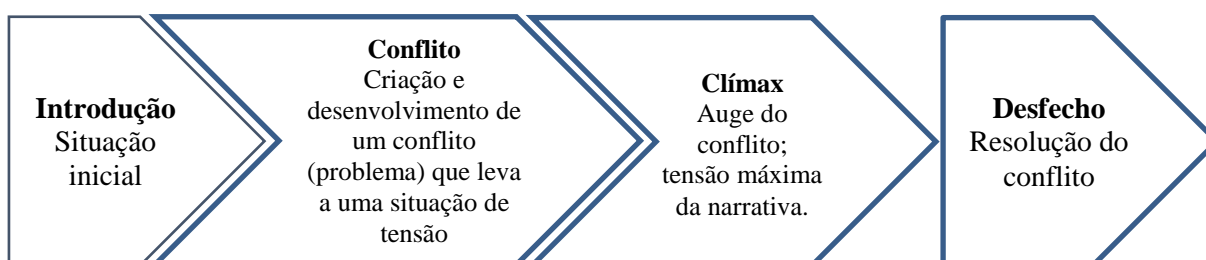 Introdução
Situação
inicial
Conflito
Criação e
desenvolvimento de
um conflito
(problema) que leva
a uma situação de
tensão
Clímax
Auge do
conflito;
tensão máxima
da narrativa.
Desfecho
Resolução do
conflito